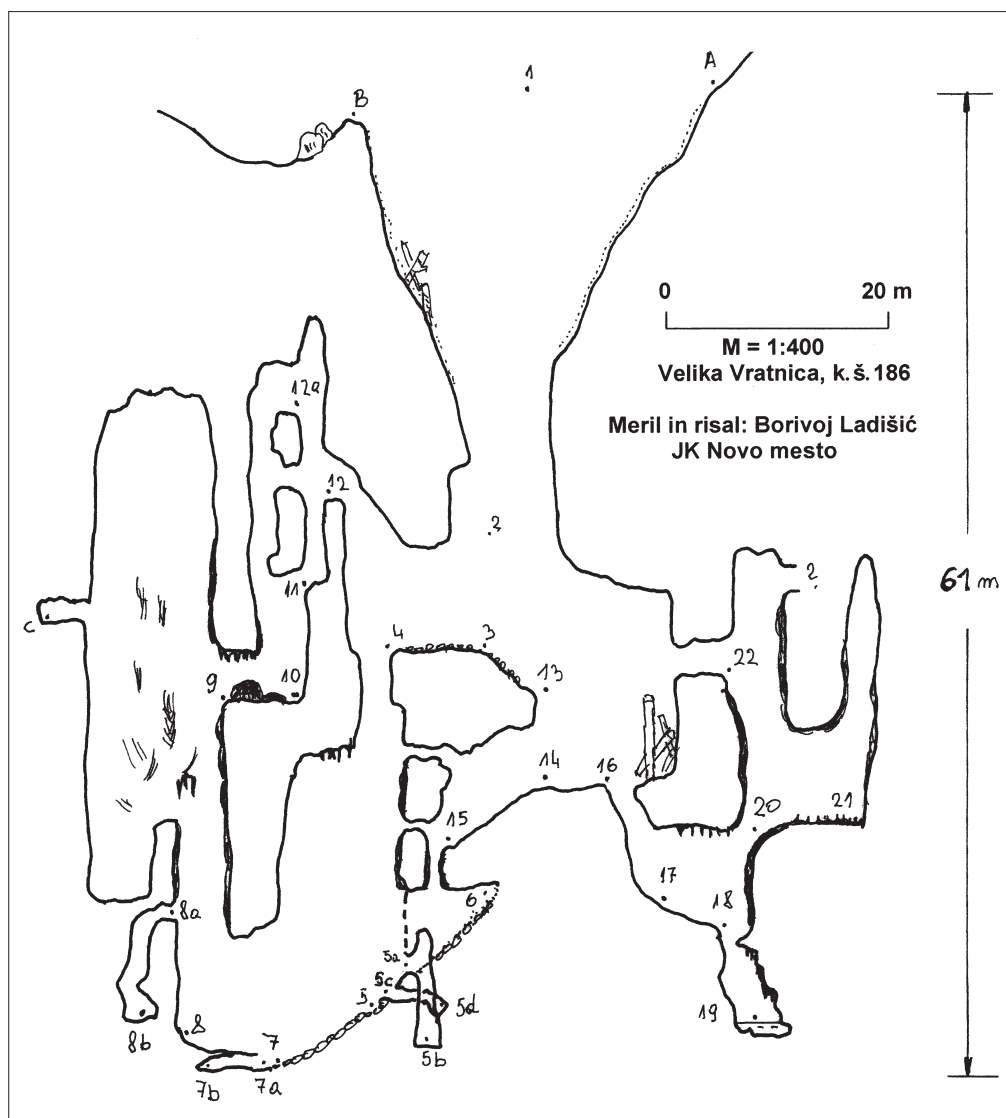 1
A
B
0 20 m
M = 1:400
Velika Vratnica, k. š. 186
Meril in risal: Borivoj Ladišić
JK Novo mesto
12a
12
2
2
61 m
11
c
4
3
22
9
10
13
14
16
15
20
21
6
17
18
8a
5a
5c
5
5d
19
8b
8
5b
7
7b
7a